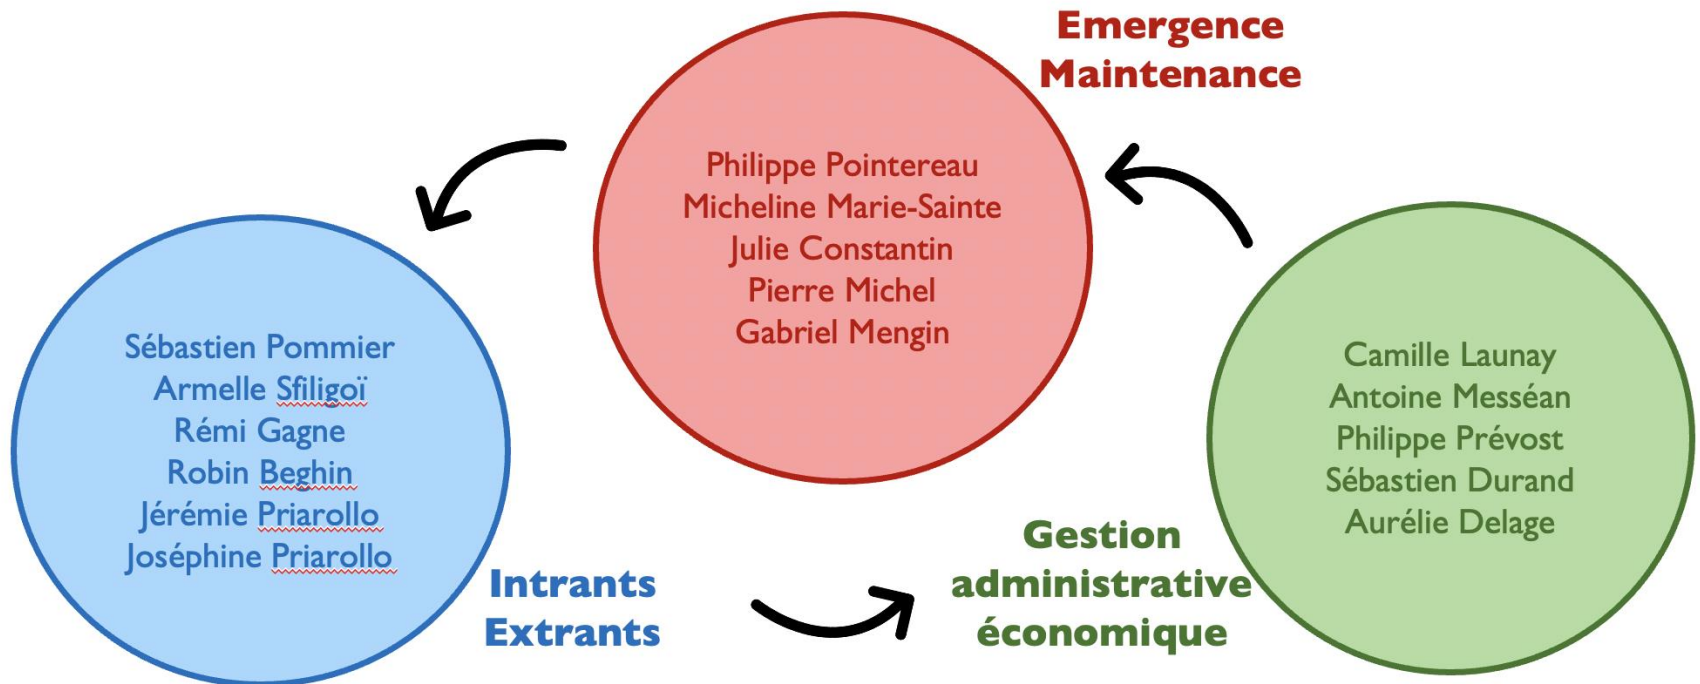 Emergence
Maintenance
Philippe Pointereau
Micheline Marie-Sainte
Julie Constantin
Pierre Michel
Gabriel Mengin
Sébastien Pommier
Armelle Sfiligoï
Rémi Gagne
Robin Beghin
Jérémie Priarollo
Joséphine Priarollo
Intrants
Extrants
Gestion
administrative
économique
Camille Launay
Antoine Messéan
Philippe Prévost
Sébastien Durand
Aurélie Delage